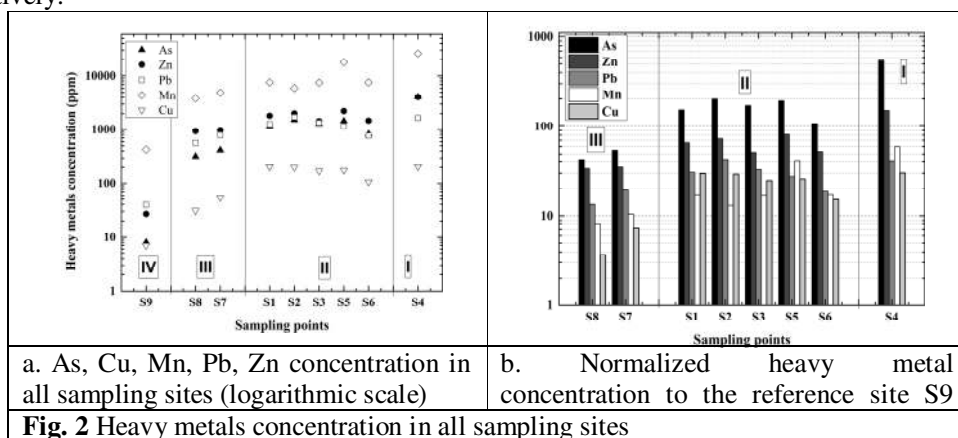 tivery.
As
Zn
Pb
Mn
Cu
Heavy metals concentration (ppm)
10000
1000
100
10
1
IV
III
II
I
S9 S8 S7 S1 S2 S3 S5 S6 S4
Sampling points
1000
100
10
1
As
Zn
Pb
Mn
Cu
III
II
I
S8 S7 S1 S2 S3 S5 S6 S4
Sampling points
a. As, Cu, Mn, Pb, Zn concentration in
all sampling sites (logarithmic scale)
b. Normalized heavy metal
concentration to the reference site S9
Fig. 2 Heavy metals concentration in all sampling sites